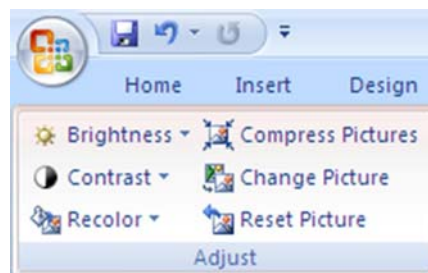 Home Insert Design
Brightness Compress Pictures
Contrast Change Picture
Recolor Reset Picture
Adjust